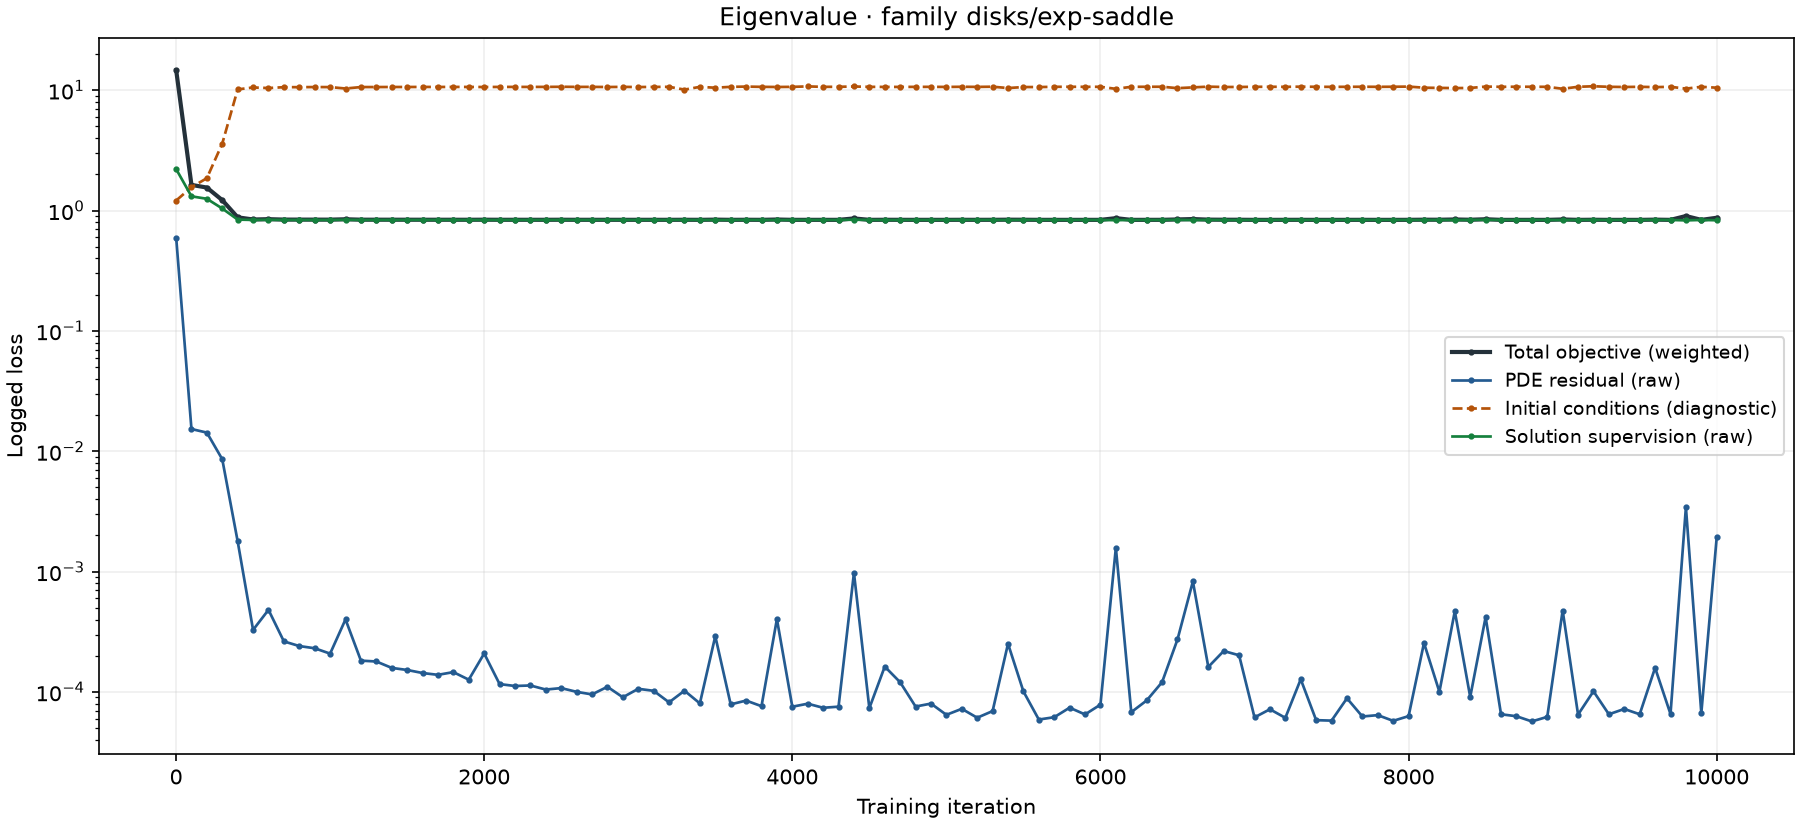 Eigenvalue · family disks/exp-saddle
Logged loss
10¹
10⁰
10⁻¹
10⁻²
10⁻³
10⁻⁴
Total objective (weighted)
PDE residual (raw)
Initial conditions (diagnostic)
Solution supervision (raw)
0 2000 4000 6000 8000 10000
Training iteration